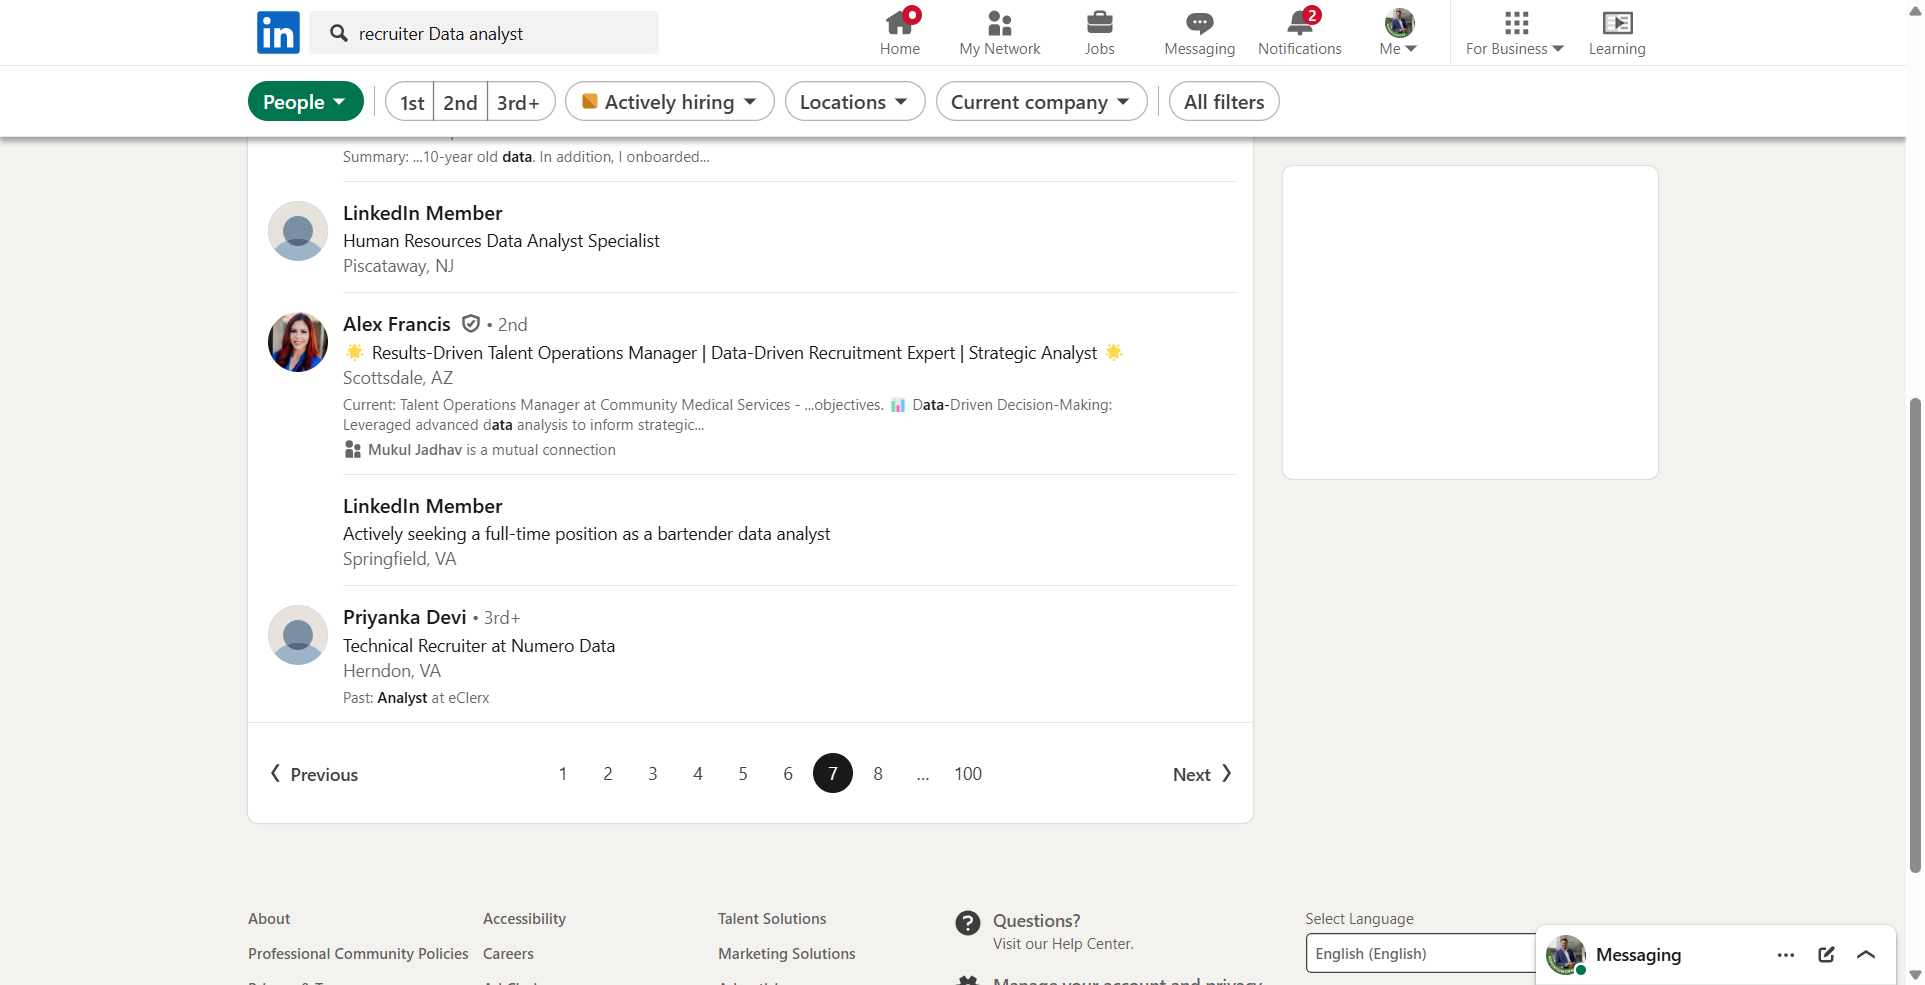 in
recruiter Data analyst
Home
My Network
Jobs
Messaging
2
Notifications
Me
For Business
Learning
People
1st
2nd
3rd+
Actively hiring
Locations
Current company
All filters
Summary: ...10-year old data. In addition, I onboarded...
LinkedIn Member
Human Resources Data Analyst Specialist
Piscataway, NJ
Alex Francis • 2nd
🌟 Results-Driven Talent Operations Manager | Data-Driven Recruitment Expert | Strategic Analyst 🌟
Scottsdale, AZ
Current: Talent Operations Manager at Community Medical Services - ...objectives. 📊 Data-Driven Decision-Making:
Leveraged advanced data analysis to inform strategic...
Mukul Jadhav is a mutual connection
LinkedIn Member
Actively seeking a full-time position as a bartender data analyst
Springfield, VA
Priyanka Devi • 3rd+
Technical Recruiter at Numero Data
Herndon, VA
Past: Analyst at eClerx
Previous
1 2 3 4 5 6 7 8 ... 100
Next
About
Accessibility
Talent Solutions
Questions?
Visit our Help Center.
Select Language
Professional Community Policies
Careers
Marketing Solutions
English (English)
Messaging
Manage your account and privacy